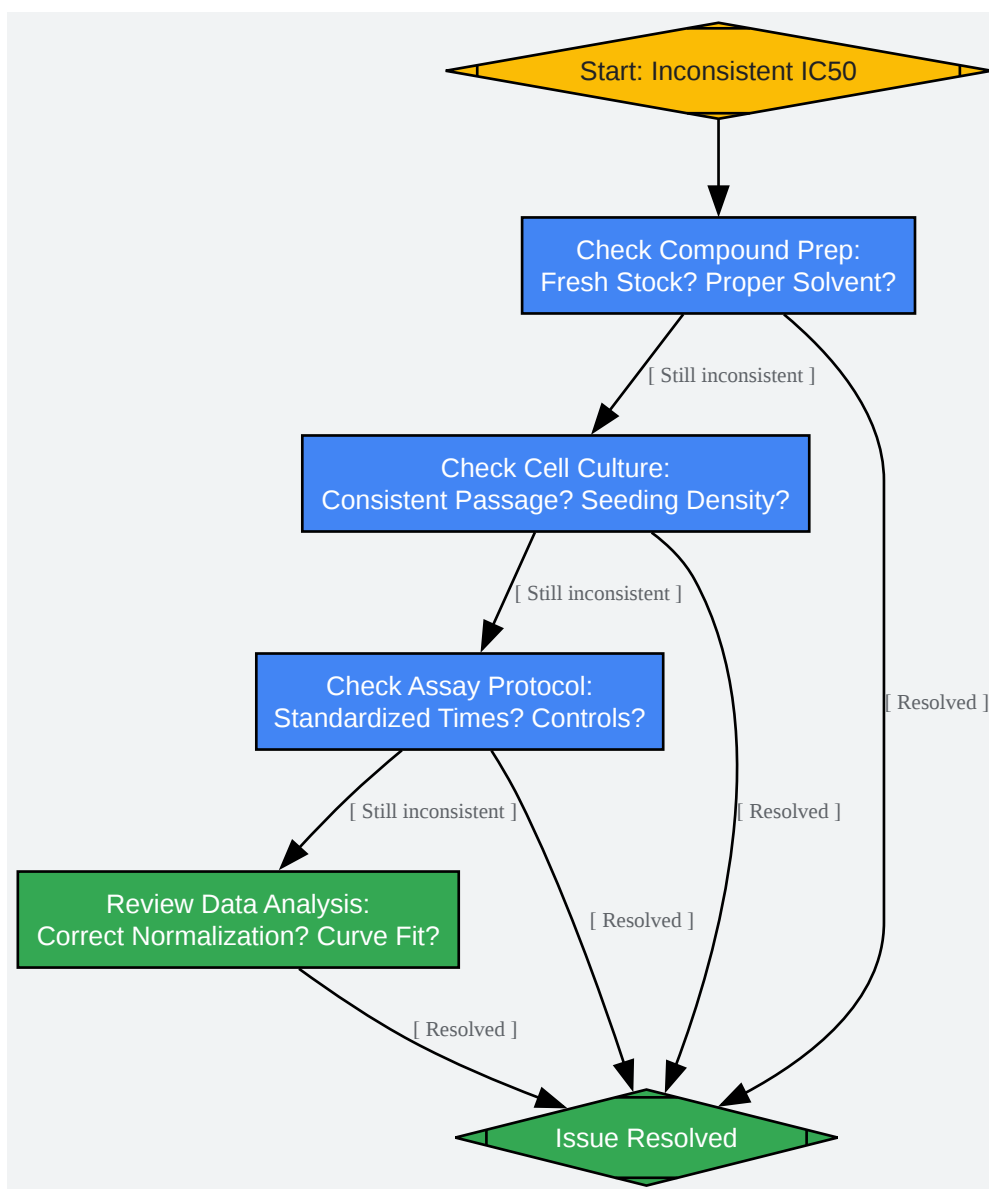 Start: Inconsistent IC50
Check Compound Prep:
Fresh Stock? Proper Solvent?
[ Still inconsistent ]
Check Cell Culture:
Consistent Passage? Seeding Density?
[ Still inconsistent ]
Check Assay Protocol:
Standardized Times? Controls?
[ Resolved ]
[ Still inconsistent ]
[ Resolved ]
Review Data Analysis:
Correct Normalization? Curve Fit?
[ Resolved ]
[ Resolved ]
Issue Resolved